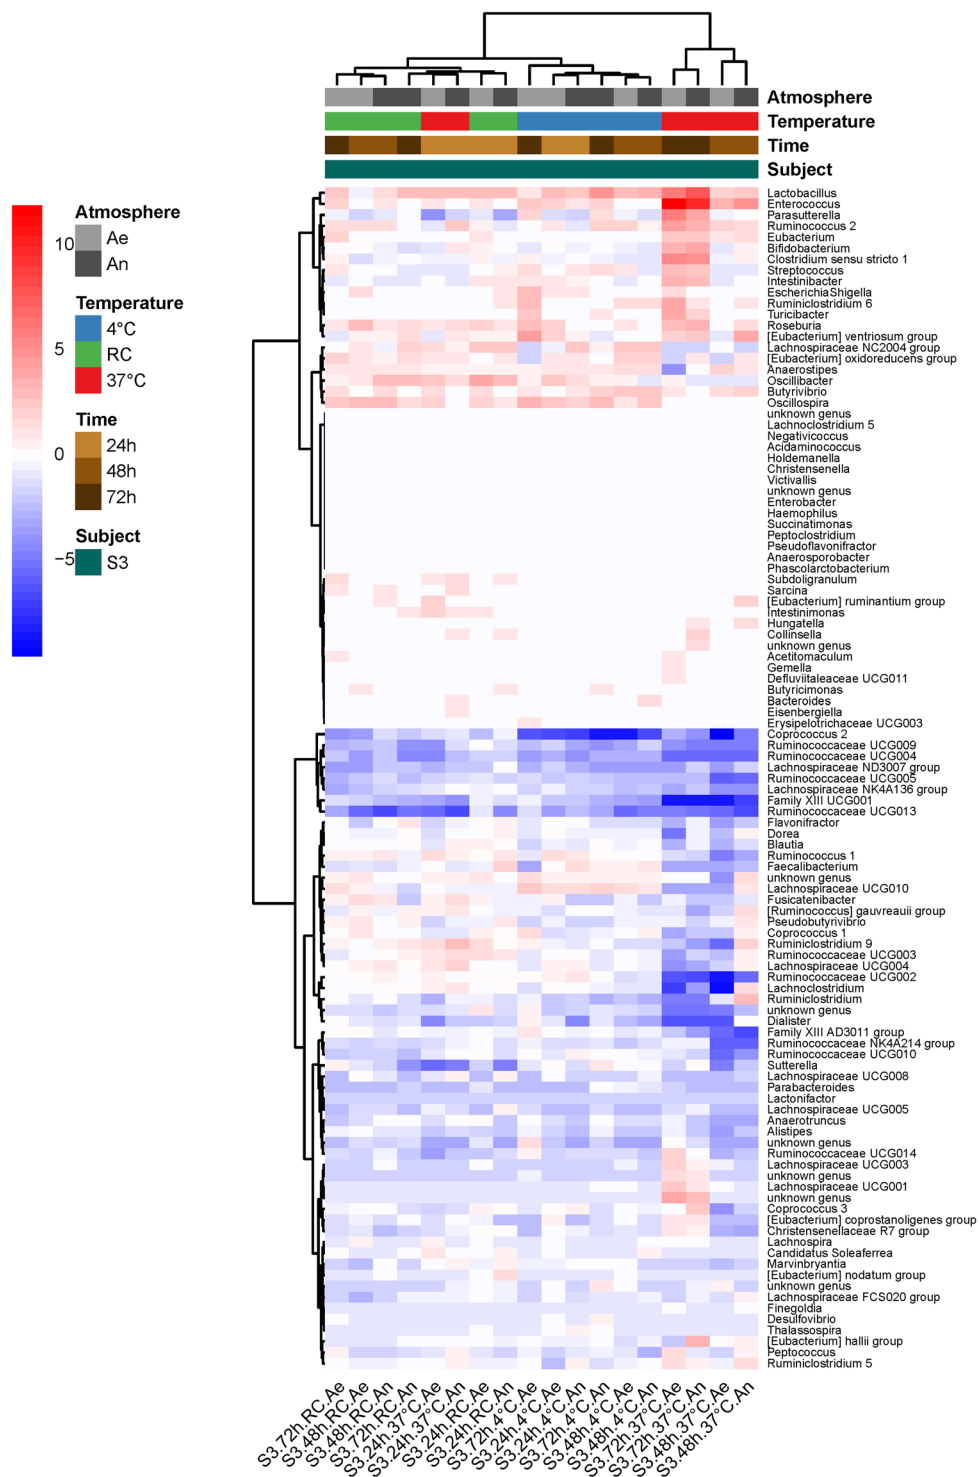 Atmosphere
Temperature
Time
Subject
10
5
0
−5
Atmosphere
Ae
An
Temperature
4°C
RC
37°C
Time
24h
48h
72h
Subject
S3
Lactobacillus
Enterococcus
Parasutterella
Ruminococcus 2
Eubacterium
Bifidobacterium
Clostridium sensu stricto 1
Streptococcus
Intestinibacter
EscherichiaShigella
Ruminiclostridium 6
Turicibacter
Roseburia
[Eubacterium] ventriosum group
Lachnospiraceae NC2004 group
[Eubacterium] oxidoreducens group
Anaerostipes
Oscillibacter
Butyrivibrio
Oscillospira
unknown genus
Lachnoclostridium 5
Negativicoccus
Acidaminococcus
Holdemanella
Christensenella
Victivallis
unknown genus
Enterobacter
Haemophilus
Succinatimonas
Peptoclostridium
Pseudoflavonifractor
Anaerosporobacter
Phascolarctobacterium
Subdoligranulum
Sarcina
[Eubacterium] ruminantium group
Intestinimonas
Hungatella
Collinsella
unknown genus
Acetitomaculum
Gemella
Defluviitaleaceae UCG011
Butyricimonas
Bacteroides
Eisenbergiella
Erysipelotrichaceae UCG003
Coprococcus 2
Ruminococcaceae UCG009
Ruminococcaceae UCG004
Lachnospiraceae ND3007 group
Ruminococcaceae UCG005
Lachnospiraceae NK4A136 group
Family XIII UCG001
Ruminococcaceae UCG013
Flavonifractor
Dorea
Blautia
Ruminococcus 1
Faecalibacterium
unknown genus
Lachnospiraceae UCG010
Fusicatenibacter
[Ruminococcus] gauvreauii group
Pseudobutyrivibrio
Coprococcus 1
Ruminiclostridium 9
Ruminococcaceae UCG003
Lachnospiraceae UCG004
Ruminococcaceae UCG002
Lachnoclostridium
Ruminiclostridium
unknown genus
Dialister
Family XIII AD3011 group
Ruminococcaceae NK4A214 group
Ruminococcaceae UCG010
Sutterella
Lachnospiraceae UCG008
Parabacteroides
Lactonifactor
Lachnospiraceae UCG005
Anaerotruncus
Alistipes
unknown genus
Ruminococcaceae UCG014
Lachnospiraceae UCG003
unknown genus
Lachnospiraceae UCG001
unknown genus
Coprococcus 3
[Eubacterium] coprostanoligenes group
Christensenellaceae R7 group
Lachnospira
Candidatus Soleaferrea
Marvinbryantia
[Eubacterium] nodatum group
unknown genus
Lachnospiraceae FCS020 group
Finegoldia
Desulfovibrio
Thalassospira
[Eubacterium] hallii group
Peptococcus
Ruminiclostridium 5
S3.72h.RC.Ae
S3.48h.RC.Ae
S3.48h.RC.An
S3.72h.RC.An
S3.24h.37°C.Ae
S3.24h.37°C.An
S3.24h.RC.Ae
S3.24h.RC.An
S3.72h.4°C.Ae
S3.24h.4°C.Ae
S3.24h.4°C.An
S3.72h.4°C.An
S3.48h.4°C.Ae
S3.48h.4°C.An
S3.72h.37°C.Ae
S3.72h.37°C.An
S3.48h.37°C.Ae
S3.48h.37°C.An